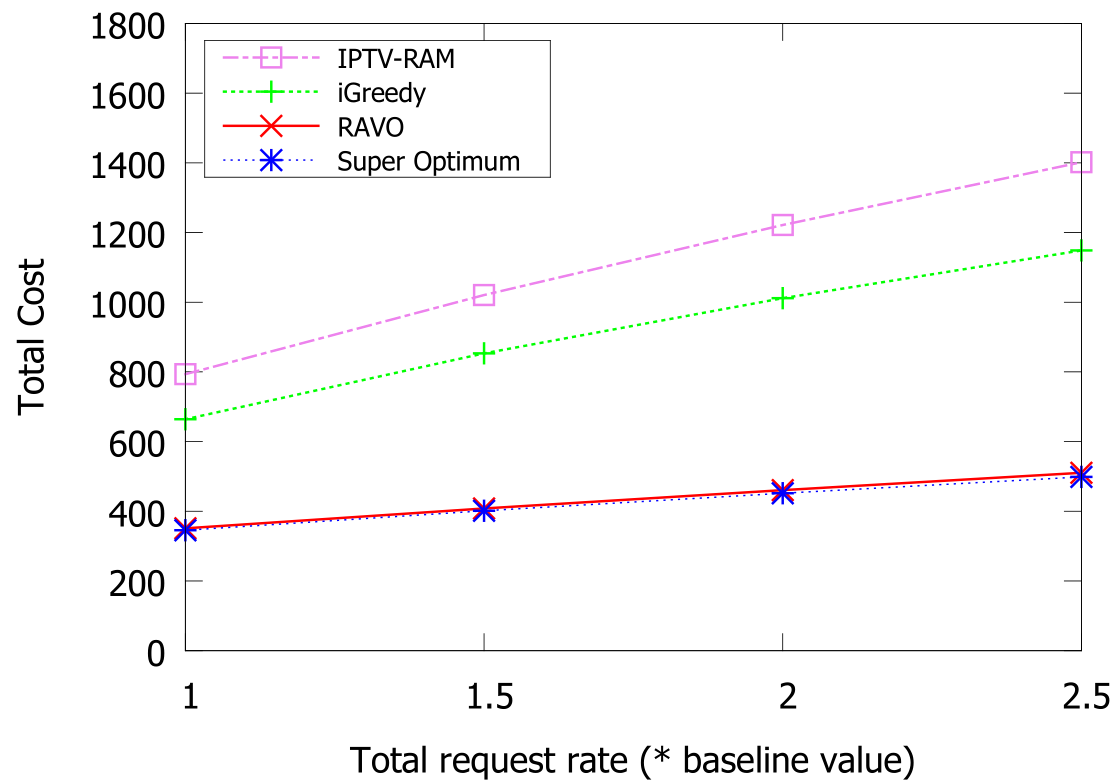 1800
1600
1400
1200
1000
800
600
400
200
0
Total Cost
IPTV-RAM
iGreedy
RAVO
Super Optimum
1 1.5 2 2.5
Total request rate (* baseline value)